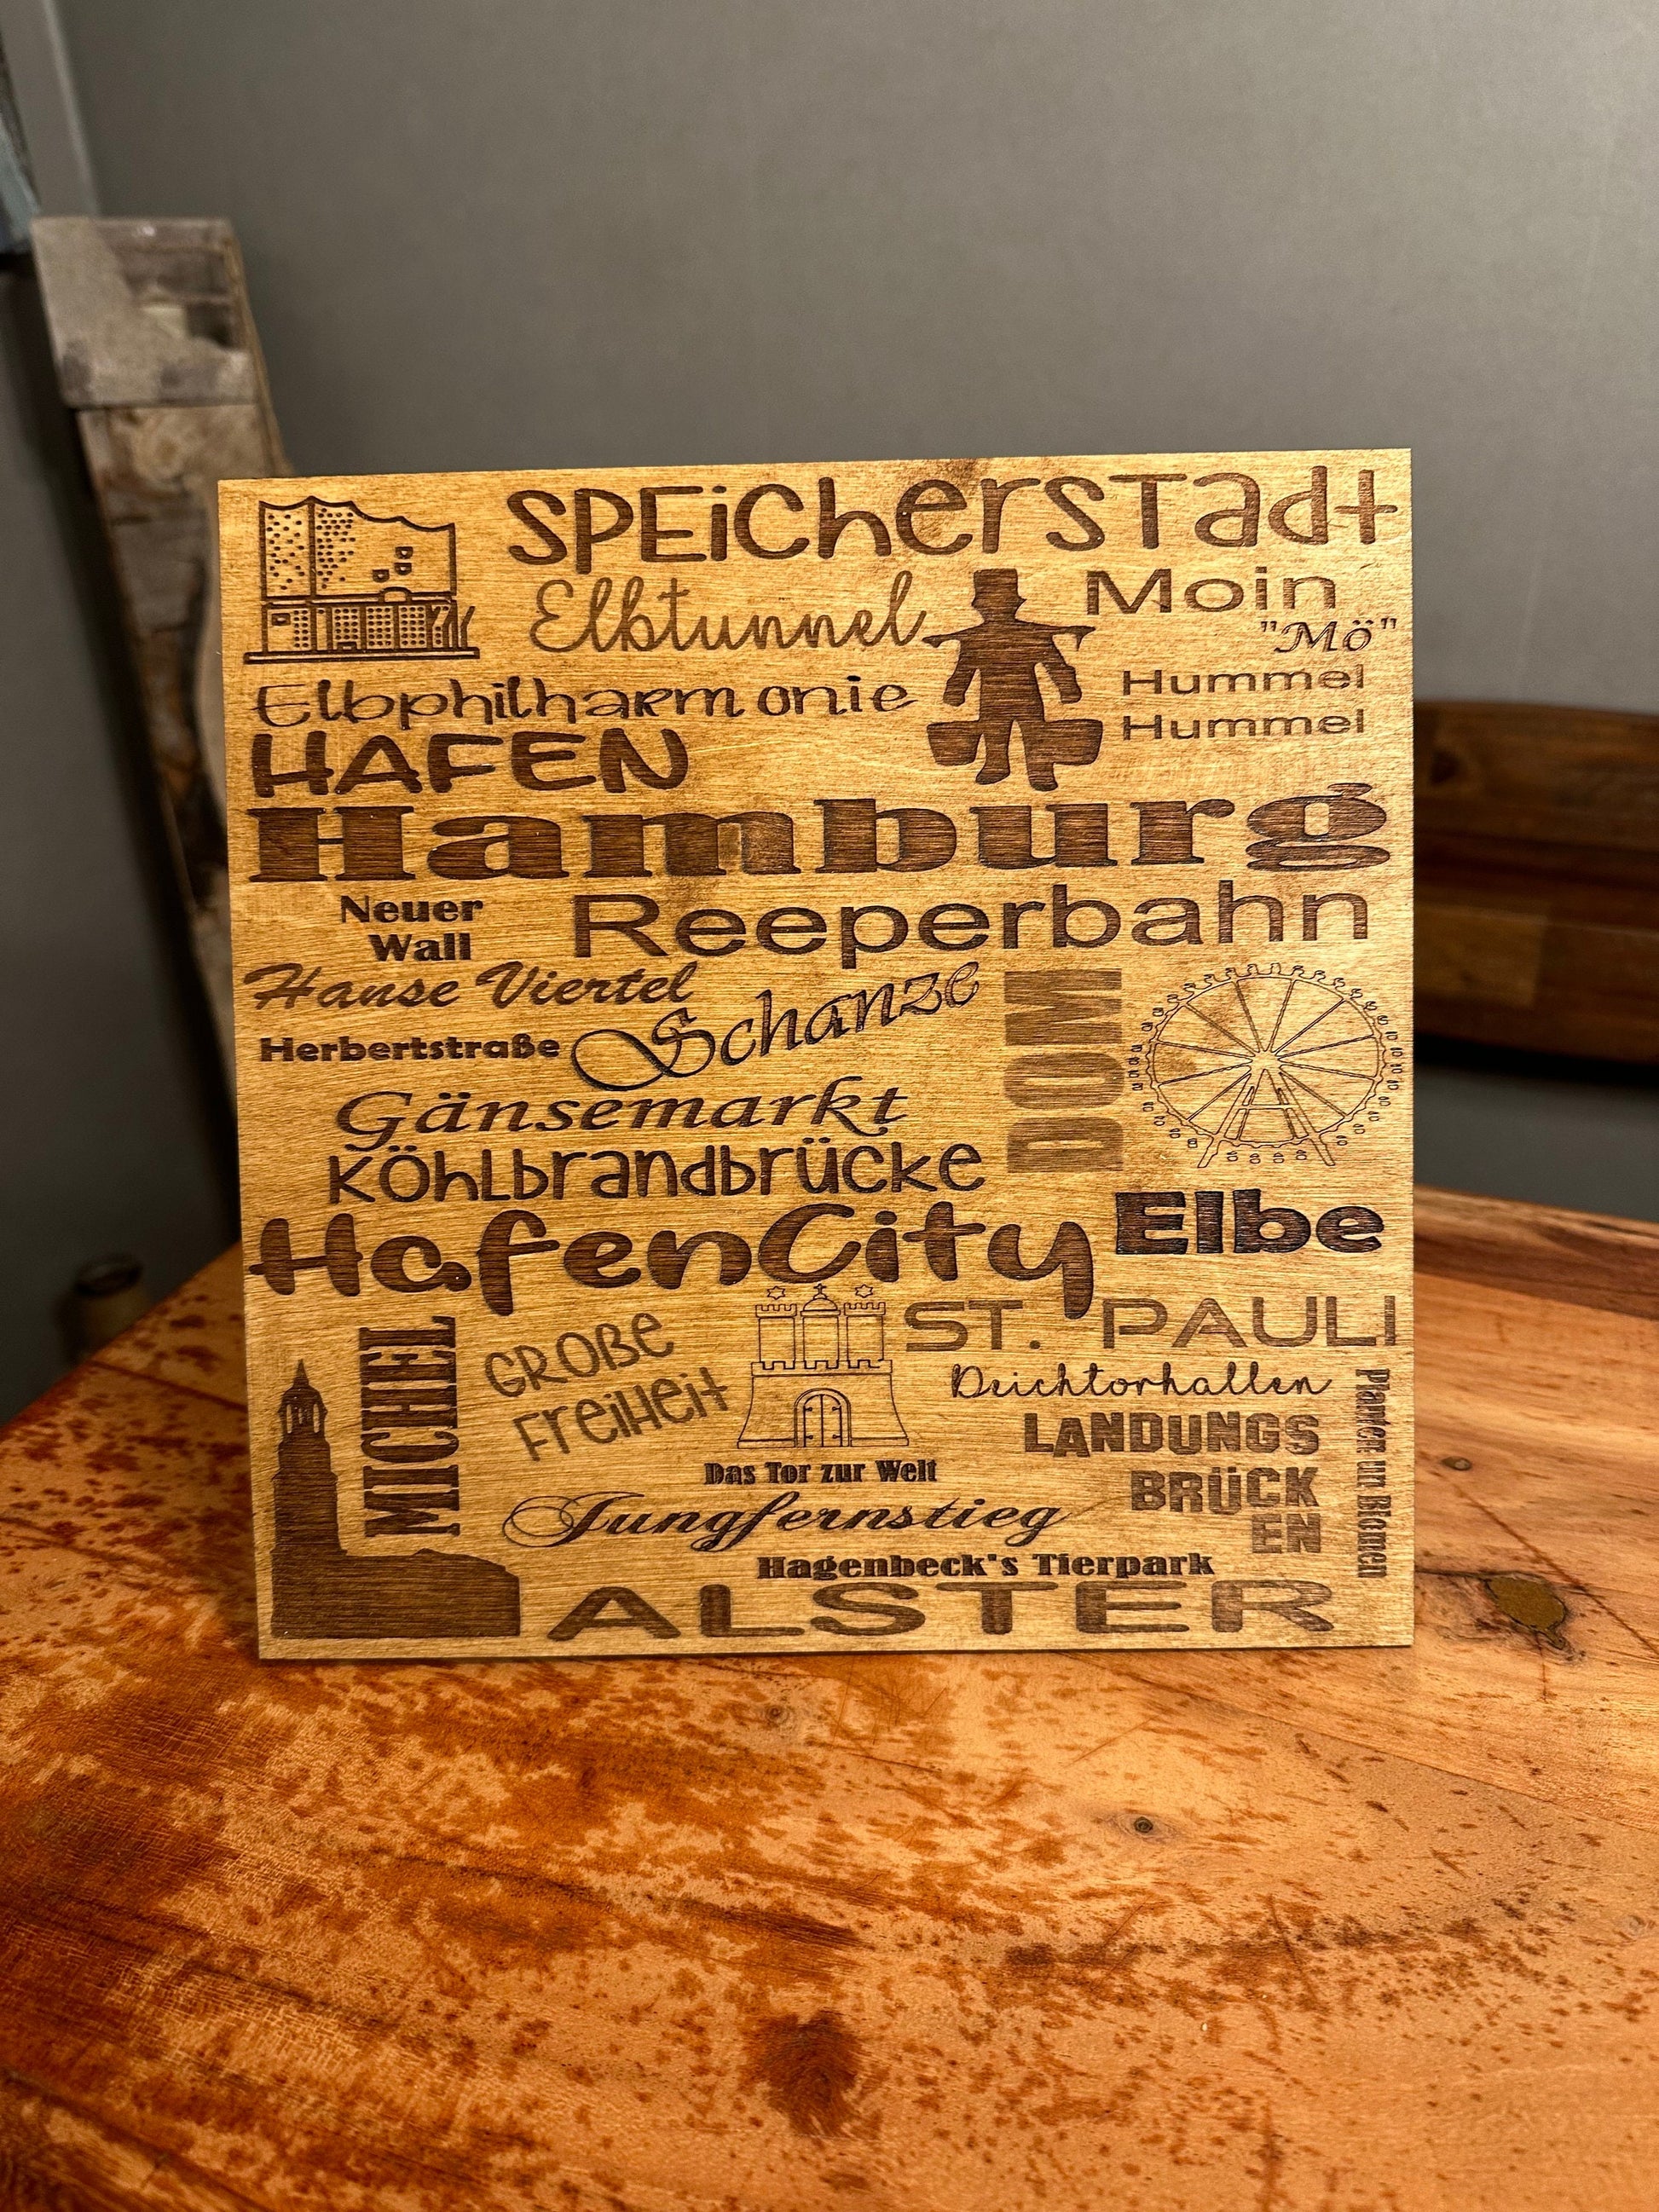 SPEiCherSTadt
Elbtunnel
Moin
"Mö"
Elbphilharmonie
Hummel
Hummel
HAFEN
Hamburg
Neuer
Wall
Reeperbahn
Hanse Viertel
Schanze
Herbertstraße
DOM
Gänsemarkt
Köhlbrandbrücke
HafenCity
Elbe
MICHEL
GROßE
FreiHeit
ST. PAULI
Deichtorhallen
LANDUNGS
BRÜCK
EN
Planten un Blomen
Das Tor zur Welt
Jungfernstieg
Hagenbeck's Tierpark
ALSTER